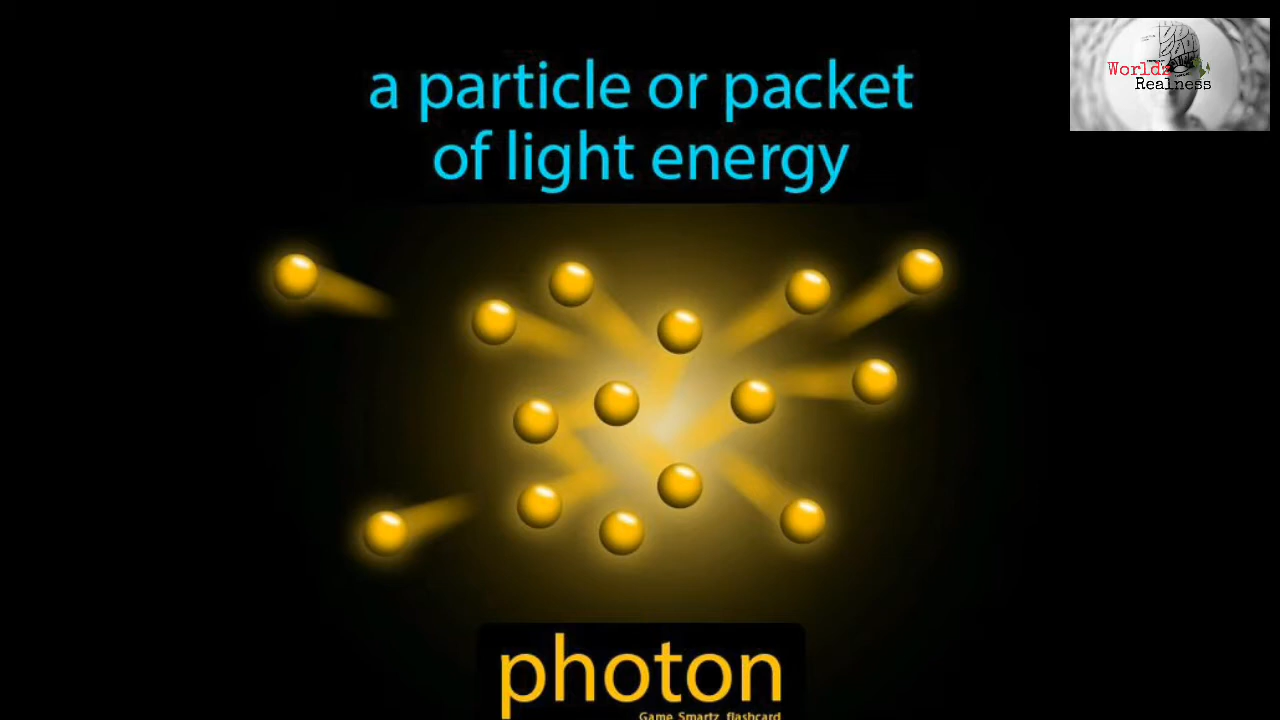 a particle or packet
of light energy
Worldz
Realness
photon
Game Smartz flashcard